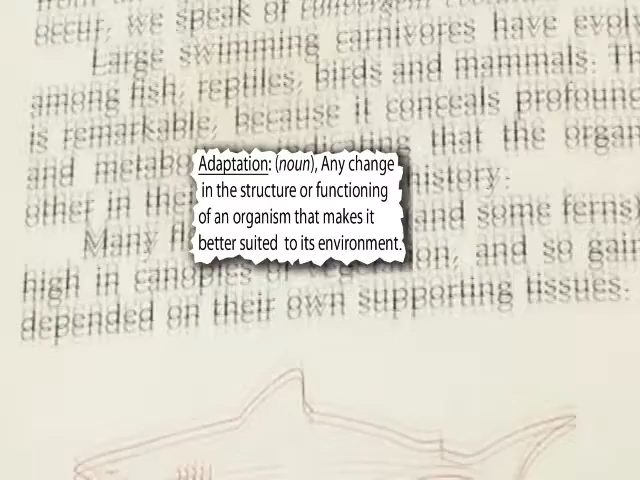 occur, we speak of convergent
Large swimming carnivores have evolv
among fish, reptiles, birds and mammals. Th
is remarkable, because it conceals profound
and metabo dicating that the organ
other in thei history:
Many fl and some ferns)
high in canopies of on, and so gain
depended on their own supporting tissues:
Adaptation: (noun), Any change
in the structure or functioning
of an organism that makes it
better suited to its environment.